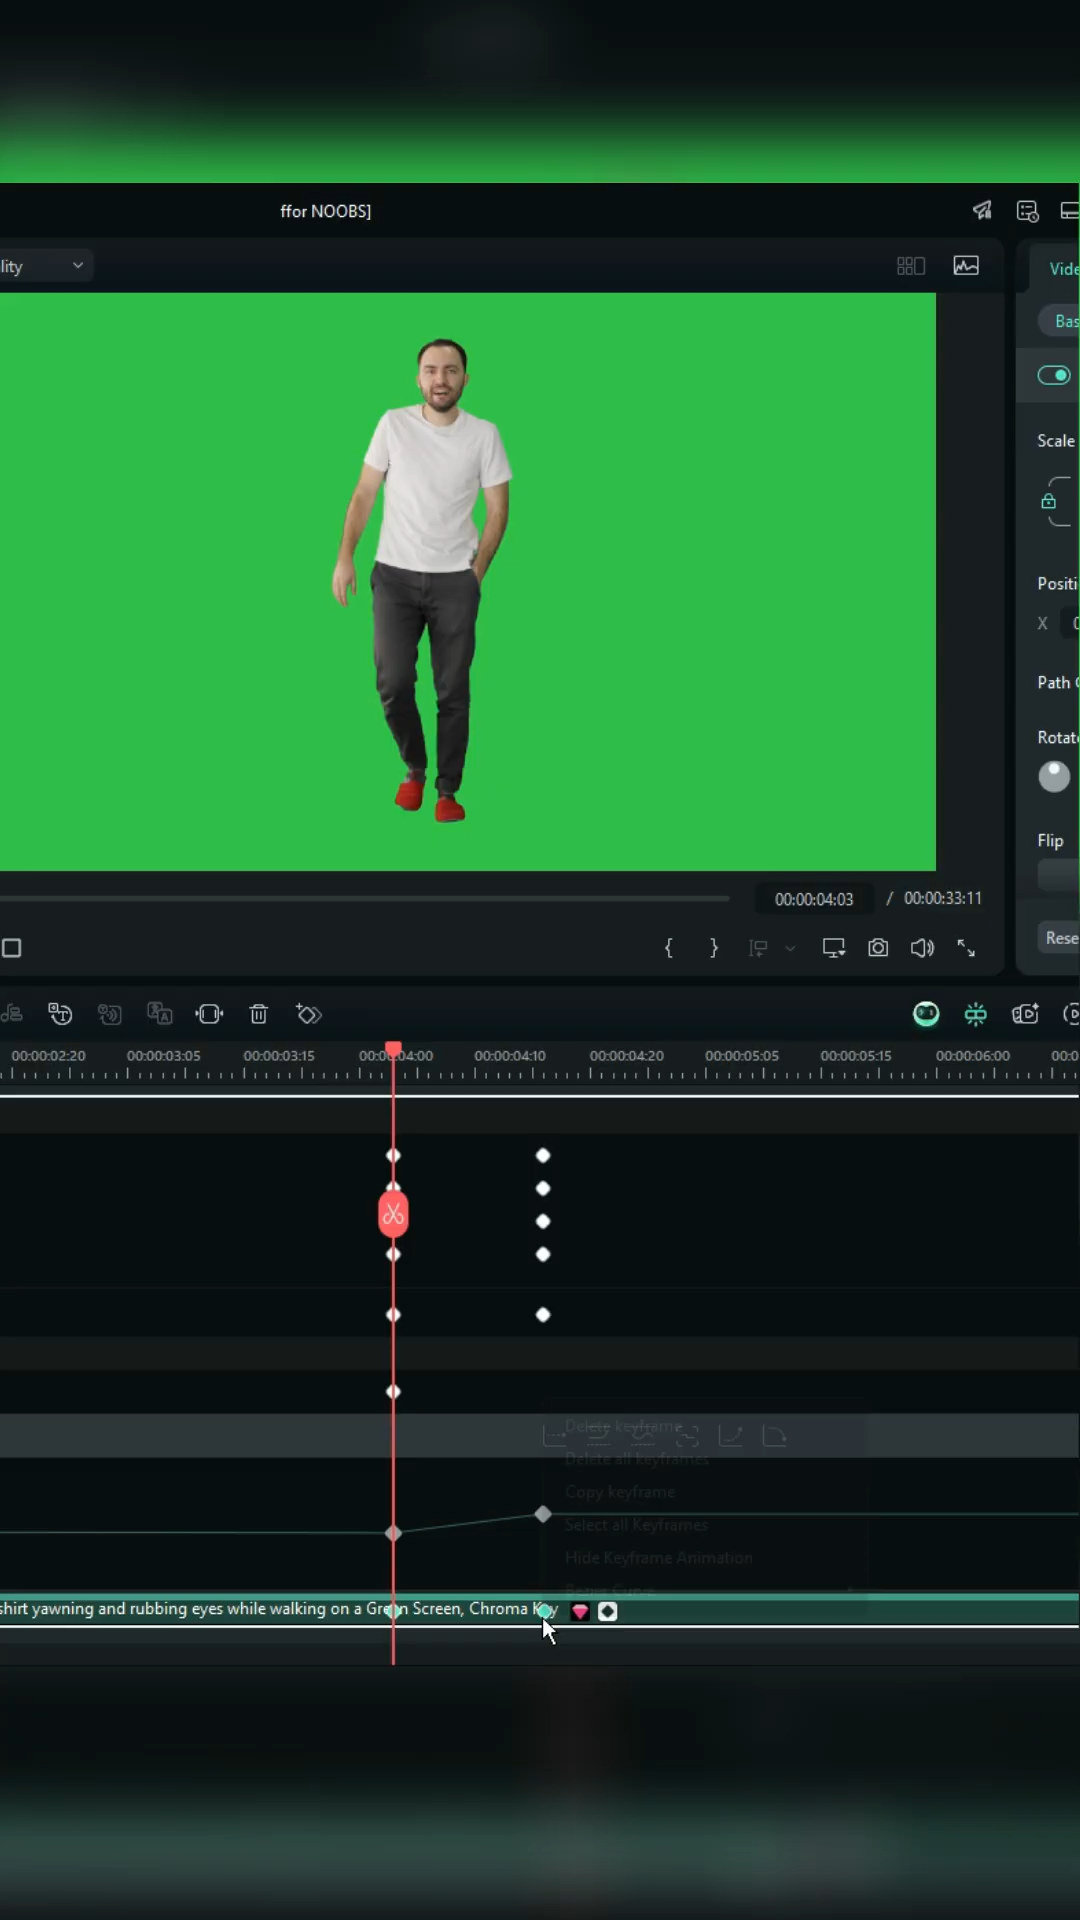 ffor NOOBS]
lity
Vide
Bas
Scale
Positi
X 0
Path
Rotate
Flip
00:00:04:03 / 00:00:33:11
Rese
00:00:02:20 00:00:03:05 00:00:03:15 00:00:04:00 00:00:04:10 00:00:04:20 00:00:05:05 00:00:05:15 00:00:06:00 00:0
Delete keyframe
Delete all keyframes
Copy keyframe
Select all Keyframes
Hide Keyframe Animation
Bezier Curve
shirt yawning and rubbing eyes while walking on a Green Screen, Chroma Key